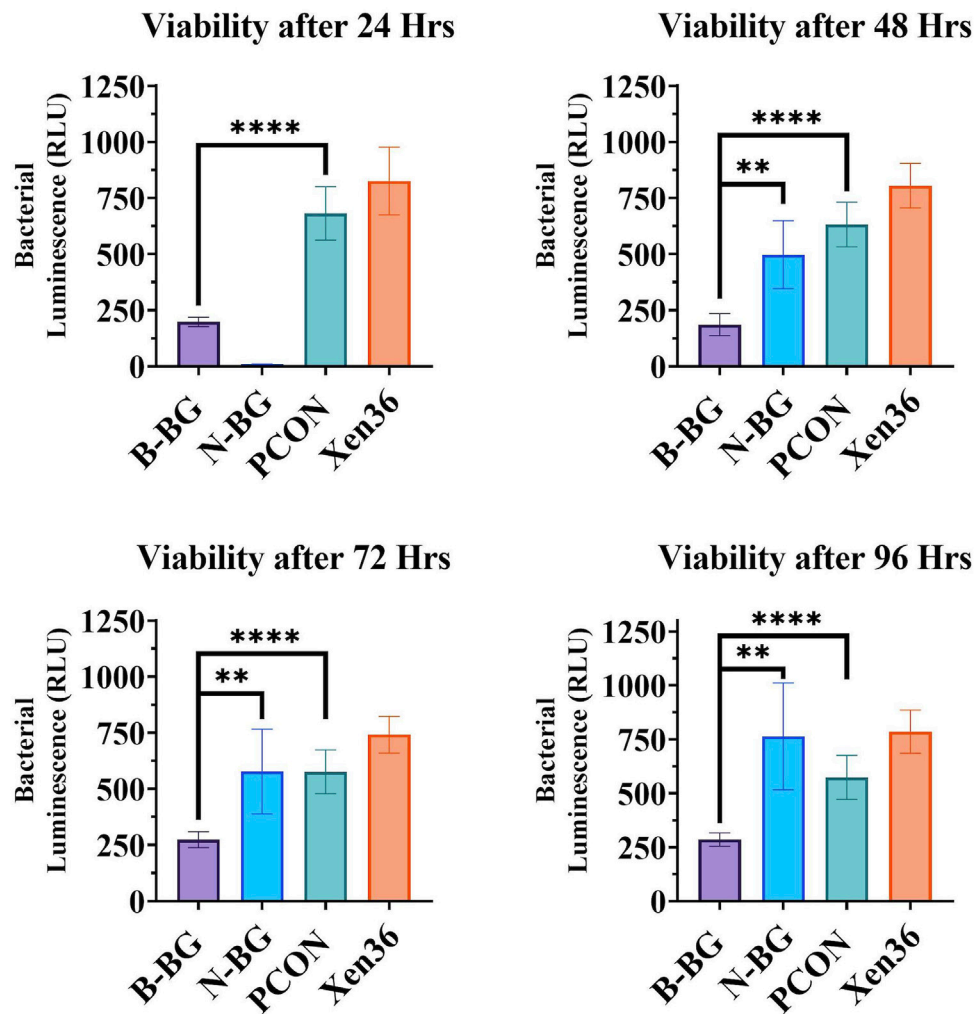 Viability after 24 Hrs
Bacterial
Luminescence (RLU)
1250
1000
750
500
250
0
****
B-BG
N-BG
PCON
Xen36
Viability after 48 Hrs
Bacterial
Luminescence (RLU)
1250
1000
750
500
250
0
****
**
B-BG
N-BG
PCON
Xen36
Viability after 72 Hrs
Bacterial
Luminescence (RLU)
1250
1000
750
500
250
0
****
**
B-BG
N-BG
PCON
Xen36
Viability after 96 Hrs
Bacterial
Luminescence (RLU)
1250
1000
750
500
250
0
****
**
B-BG
N-BG
PCON
Xen36